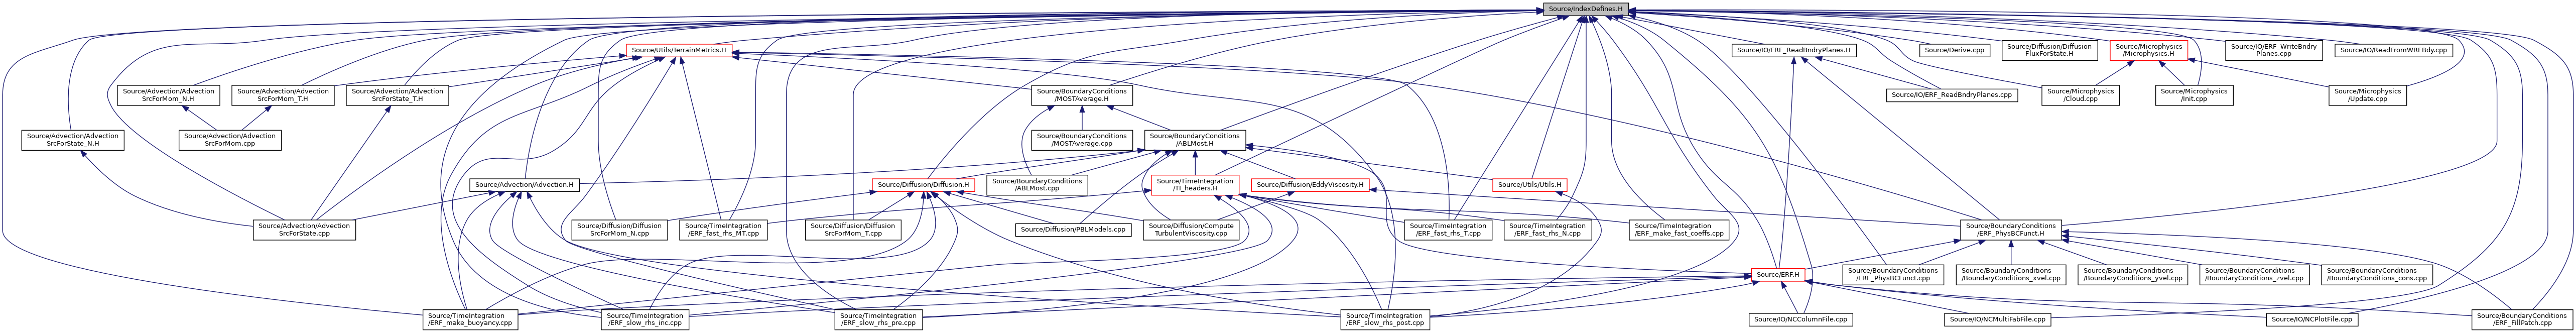 Source/IndexDefines.H
Source/Utils/TerrainMetrics.H
Source/IO/ERF_ReadBndryPlanes.H
Source/Derive.cpp
Source/Diffusion/Diffusion
FluxForState.H
Source/Microphysics
/Microphysics.H
Source/IO/ERF_WriteBndry
Planes.cpp
Source/IO/ReadFromWRFBdy.cpp
Source/Advection/Advection
SrcForMom_N.H
Source/Advection/Advection
SrcForMom_T.H
Source/Advection/Advection
SrcForState_T.H
Source/BoundaryConditions
/MOSTAverage.H
Source/IO/ERF_ReadBndryPlanes.cpp
Source/Microphysics
/Cloud.cpp
Source/Microphysics
/Init.cpp
Source/Microphysics
/Update.cpp
Source/Advection/Advection
SrcForState_N.H
Source/Advection/Advection
SrcForMom.cpp
Source/BoundaryConditions
/MOSTAverage.cpp
Source/BoundaryConditions
/ABLMost.H
Source/Advection/Advection.H
Source/Diffusion/Diffusion.H
Source/BoundaryConditions
/ABLMost.cpp
Source/TimeIntegration
/TI_headers.H
Source/Diffusion/EddyViscosity.H
Source/Utils/Utils.H
Source/Advection/Advection
SrcForState.cpp
Source/Diffusion/Diffusion
SrcForMom_N.cpp
Source/TimeIntegration
/ERF_fast_rhs_MT.cpp
Source/Diffusion/Diffusion
SrcForMom_T.cpp
Source/Diffusion/PBLModels.cpp
Source/Diffusion/Compute
TurbulentViscosity.cpp
Source/TimeIntegration
/ERF_fast_rhs_T.cpp
Source/TimeIntegration
/ERF_fast_rhs_N.cpp
Source/TimeIntegration
/ERF_make_fast_coeffs.cpp
Source/BoundaryConditions
/ERF_PhysBCFunct.H
Source/ERF.H
Source/BoundaryConditions
/ERF_PhysBCFunct.cpp
Source/BoundaryConditions
/BoundaryConditions_xvel.cpp
Source/BoundaryConditions
/BoundaryConditions_yvel.cpp
Source/BoundaryConditions
/BoundaryConditions_zvel.cpp
Source/BoundaryConditions
/BoundaryConditions_cons.cpp
Source/TimeIntegration
/ERF_make_buoyancy.cpp
Source/TimeIntegration
/ERF_slow_rhs_inc.cpp
Source/TimeIntegration
/ERF_slow_rhs_pre.cpp
Source/TimeIntegration
/ERF_slow_rhs_post.cpp
Source/IO/NCColumnFile.cpp
Source/IO/NCMultiFabFile.cpp
Source/IO/NCPlotFile.cpp
Source/BoundaryConditions
/ERF_FillPatch.cpp